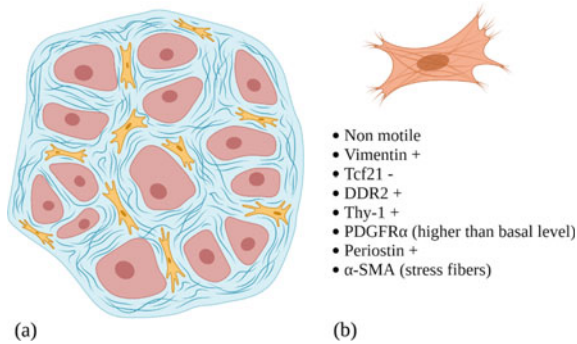 • Non motile
• Vimentin +
• Tcf21 -
• DDR2 +
• Thy-1 +
• PDGFRα (higher than basal level)
• Periostin +
• α-SMA (stress fibers)
(a)
(b)